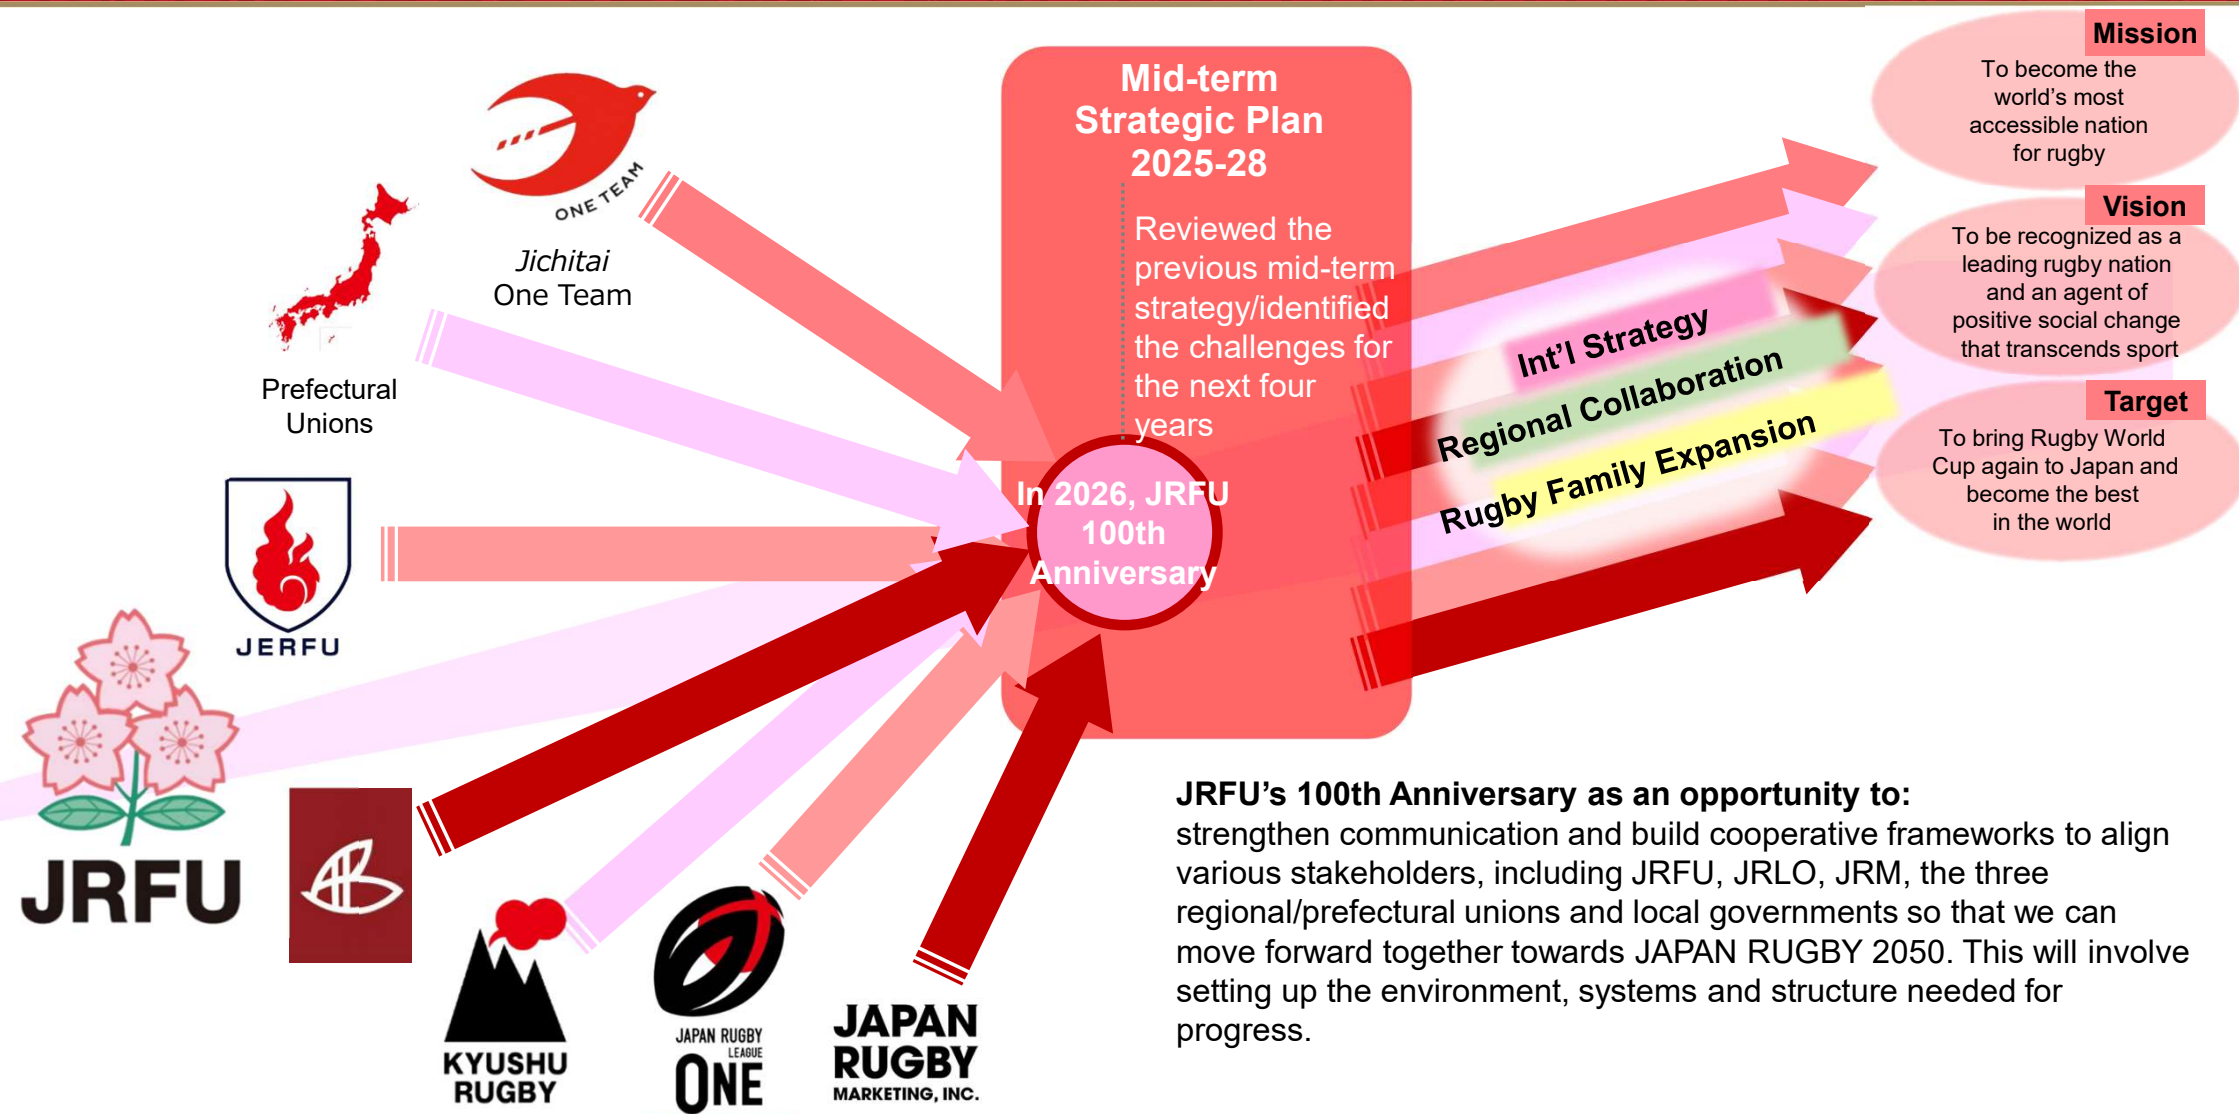 ONE TEAM
Jichitai
One Team
Prefectural
Unions
JERFU
JRFU
KYUSHU
RUGBY
JAPAN RUGBY
LEAGUE
ONE
JAPAN
RUGBY
MARKETING, INC.
Mid-term
Strategic Plan
2025-28
Reviewed the
previous mid-term
strategy/identified
the challenges for
the next four
years
In 2026, JRFU
100th
Anniversary
Int'l Strategy
Regional Collaboration
Rugby Family Expansion
Mission
To become the
world's most
accessible nation
for rugby
Vision
To be recognized as a
leading rugby nation
and an agent of
positive social change
that transcends sport
Target
To bring Rugby World
Cup again to Japan and
become the best
in the world
JRFU's 100th Anniversary as an opportunity to:
strengthen communication and build cooperative frameworks to align
various stakeholders, including JRFU, JRLO, JRM, the three
regional/prefectural unions and local governments so that we can
move forward together towards JAPAN RUGBY 2050. This will involve
setting up the environment, systems and structure needed for
progress.